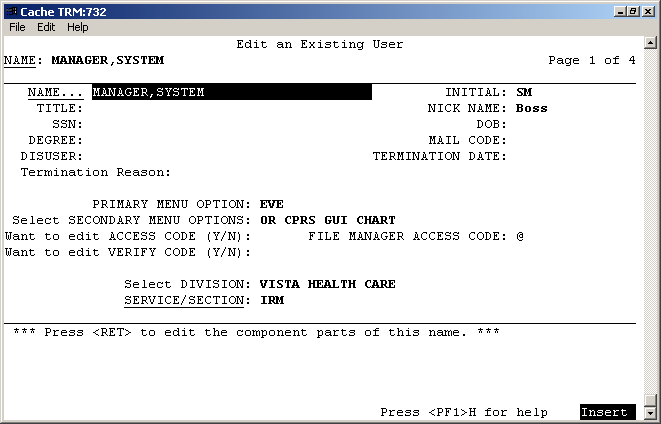 Cache TRM:732
File Edit Help
Edit an Existing User
NAME: MANAGER,SYSTEM Page 1 of 4
NAME... MANAGER,SYSTEM INITIAL: SM
TITLE: NICK NAME: Boss
SSN: DOB:
DEGREE: MAIL CODE:
DISUSER: TERMINATION DATE:
Termination Reason:
PRIMARY MENU OPTION: EVE
Select SECONDARY MENU OPTIONS: OR CPRS GUI CHART
Want to edit ACCESS CODE (Y/N): FILE MANAGER ACCESS CODE: @
Want to edit VERIFY CODE (Y/N):
Select DIVISION: VISTA HEALTH CARE
SERVICE/SECTION: IRM
*** Press <RET> to edit the component parts of this name. ***
Press <PF1>H for help Insert